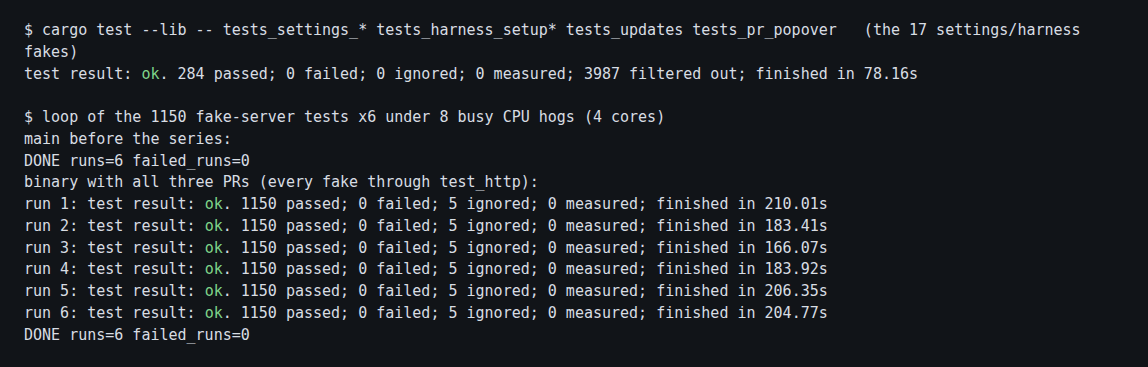 $ cargo test --lib -- tests_settings_* tests_harness_setup* tests_updates tests_pr_popover   (the 17 settings/harness
fakes)
test result: ok. 284 passed; 0 failed; 0 ignored; 0 measured; 3987 filtered out; finished in 78.16s
$ loop of the 1150 fake-server tests x6 under 8 busy CPU hogs (4 cores)
main before the series:
DONE runs=6 failed_runs=0
binary with all three PRs (every fake through test_http):
run 1: test result: ok. 1150 passed; 0 failed; 5 ignored; 0 measured; finished in 210.01s
run 2: test result: ok. 1150 passed; 0 failed; 5 ignored; 0 measured; finished in 183.41s
run 3: test result: ok. 1150 passed; 0 failed; 5 ignored; 0 measured; finished in 166.07s
run 4: test result: ok. 1150 passed; 0 failed; 5 ignored; 0 measured; finished in 183.92s
run 5: test result: ok. 1150 passed; 0 failed; 5 ignored; 0 measured; finished in 206.35s
run 6: test result: ok. 1150 passed; 0 failed; 5 ignored; 0 measured; finished in 204.77s
DONE runs=6 failed_runs=0